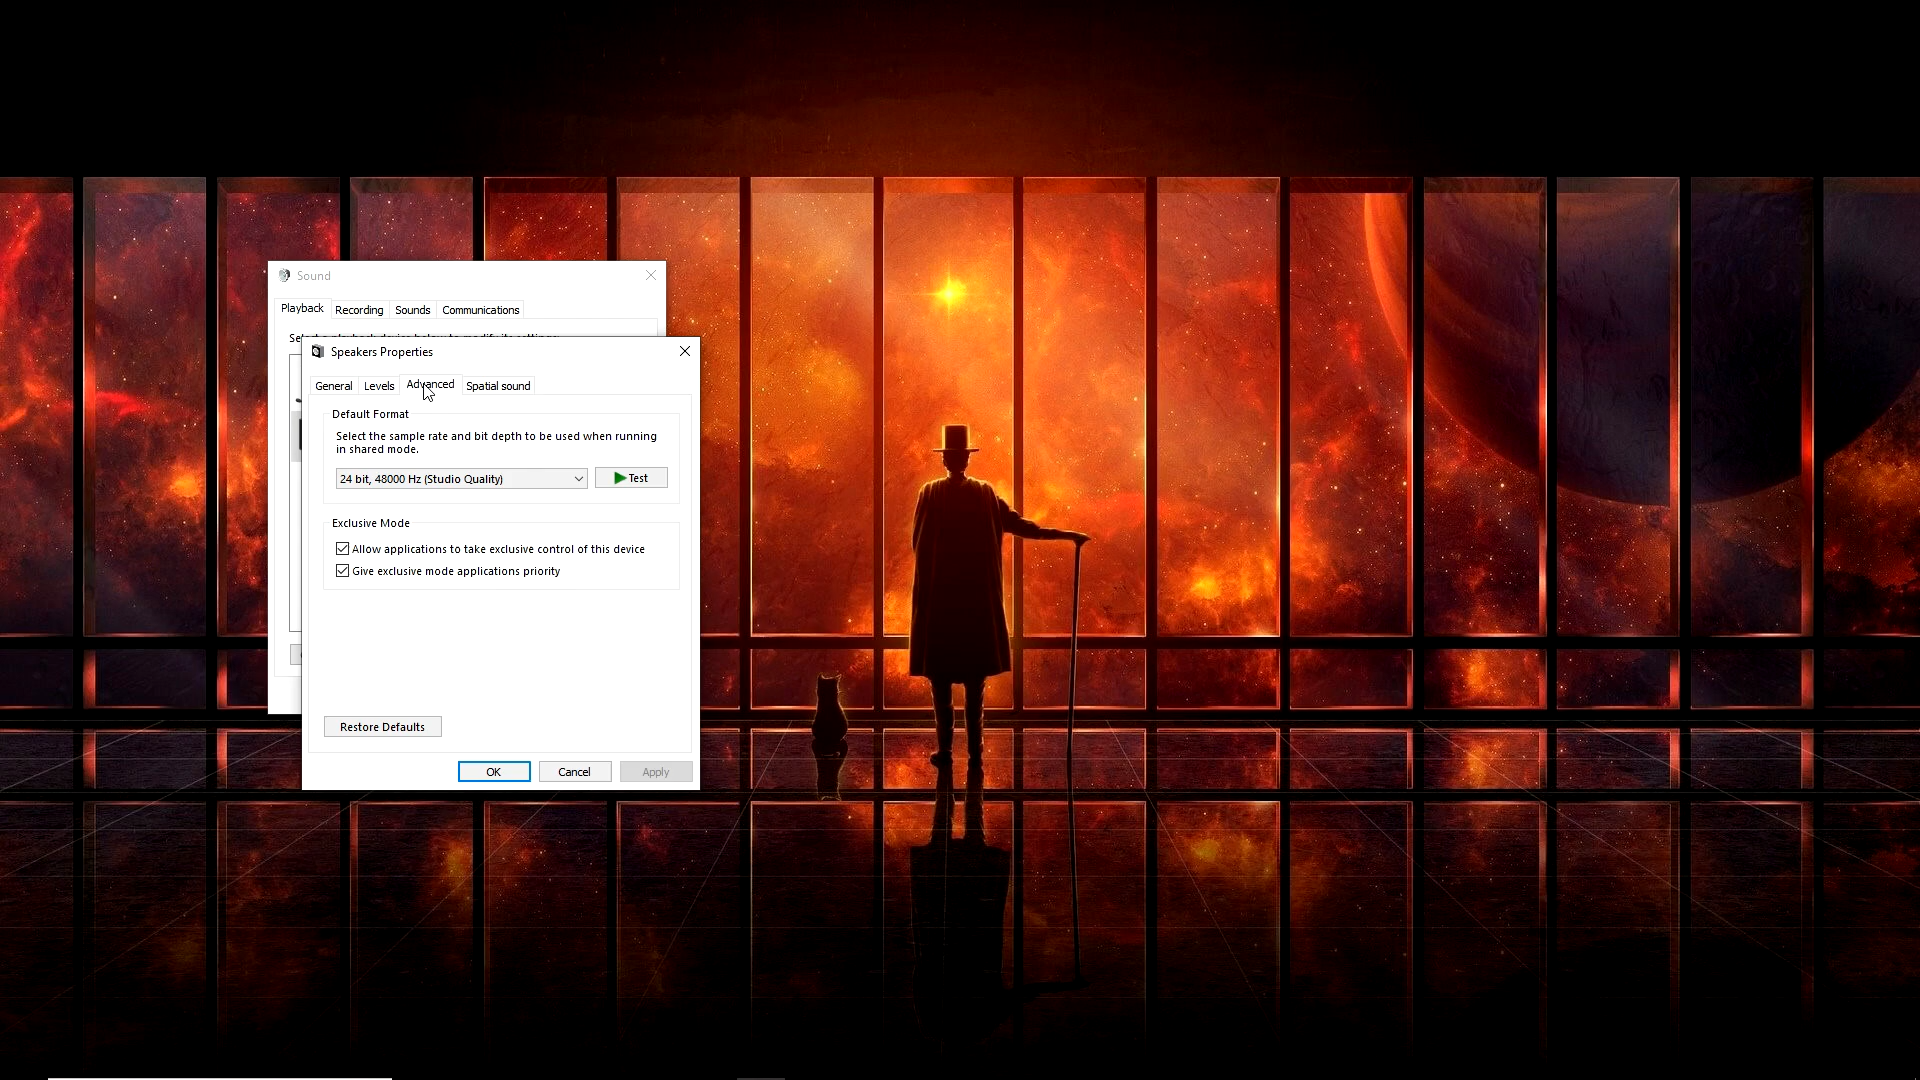 Sound
Playback
Recording
Sounds
Communications
Speakers Properties
General
Levels
Advanced
Spatial sound
Default Format
Select the sample rate and bit depth to be used when running
in shared mode.
24 bit, 48000 Hz (Studio Quality)
Test
Exclusive Mode
Allow applications to take exclusive control of this device
Give exclusive mode applications priority
Restore Defaults
OK
Cancel
Apply